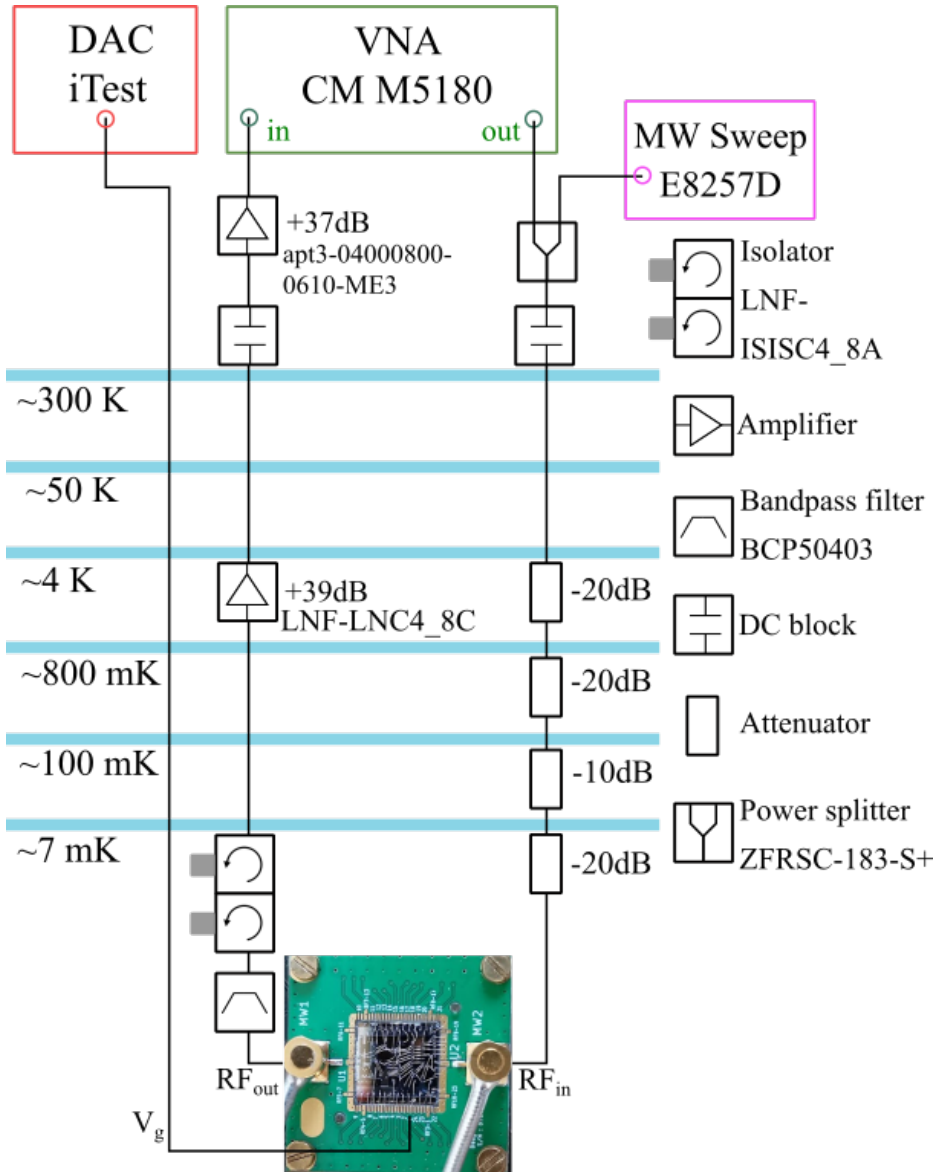 DAC
iTest
VNA
CM M5180
in
out
MW Sweep
E8257D
+37dB
apt3-04000800-
0610-ME3
Isolator
LNF-
ISISC4_8A
~300 K
Amplifier
~50 K
Bandpass filter
BCP50403
~4 K
+39dB
LNF-LNC4_8C
-20dB
DC block
~800 mK
-20dB
Attenuator
~100 mK
-10dB
Power splitter
ZFRSC-183-S+
~7 mK
-20dB
MW1
MW2
U1
U2
RFout
RFin
Vg